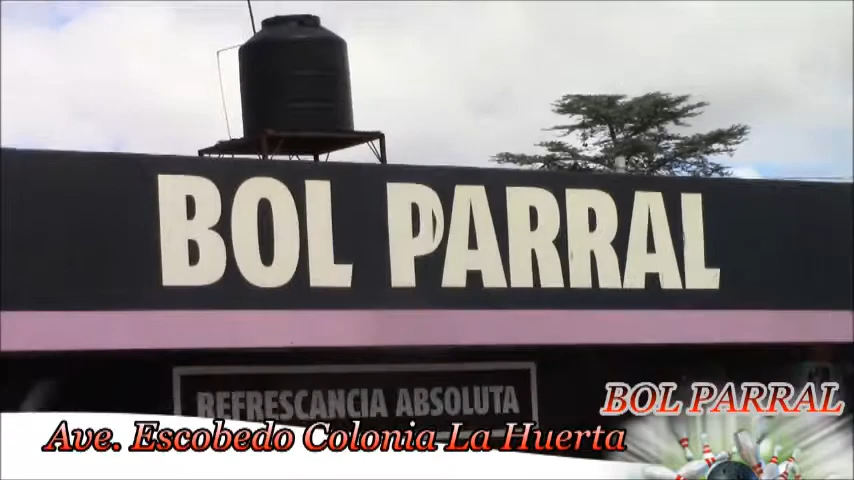 BOL PARRAL
REFRESCANCIA ABSOLUTA
BOL PARRAL
Ave. Escobedo Colonia La Huerta